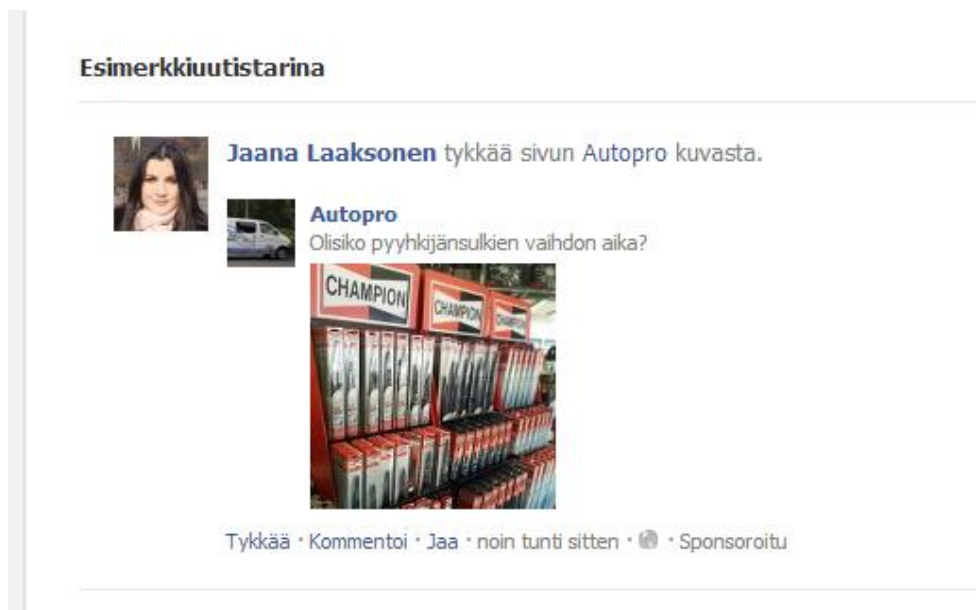 Esimerkkiuutistarina
Jaana Laaksonen tykkää sivun Autopro kuvasta.
Autopro
Olisiko pyyhkijänsulkien vaihdon aika?
CHAMPION CHAMPION CHAMPION
Tykkää · Kommentoi · Jaa · noin tunti sitten · Sponsoroitu